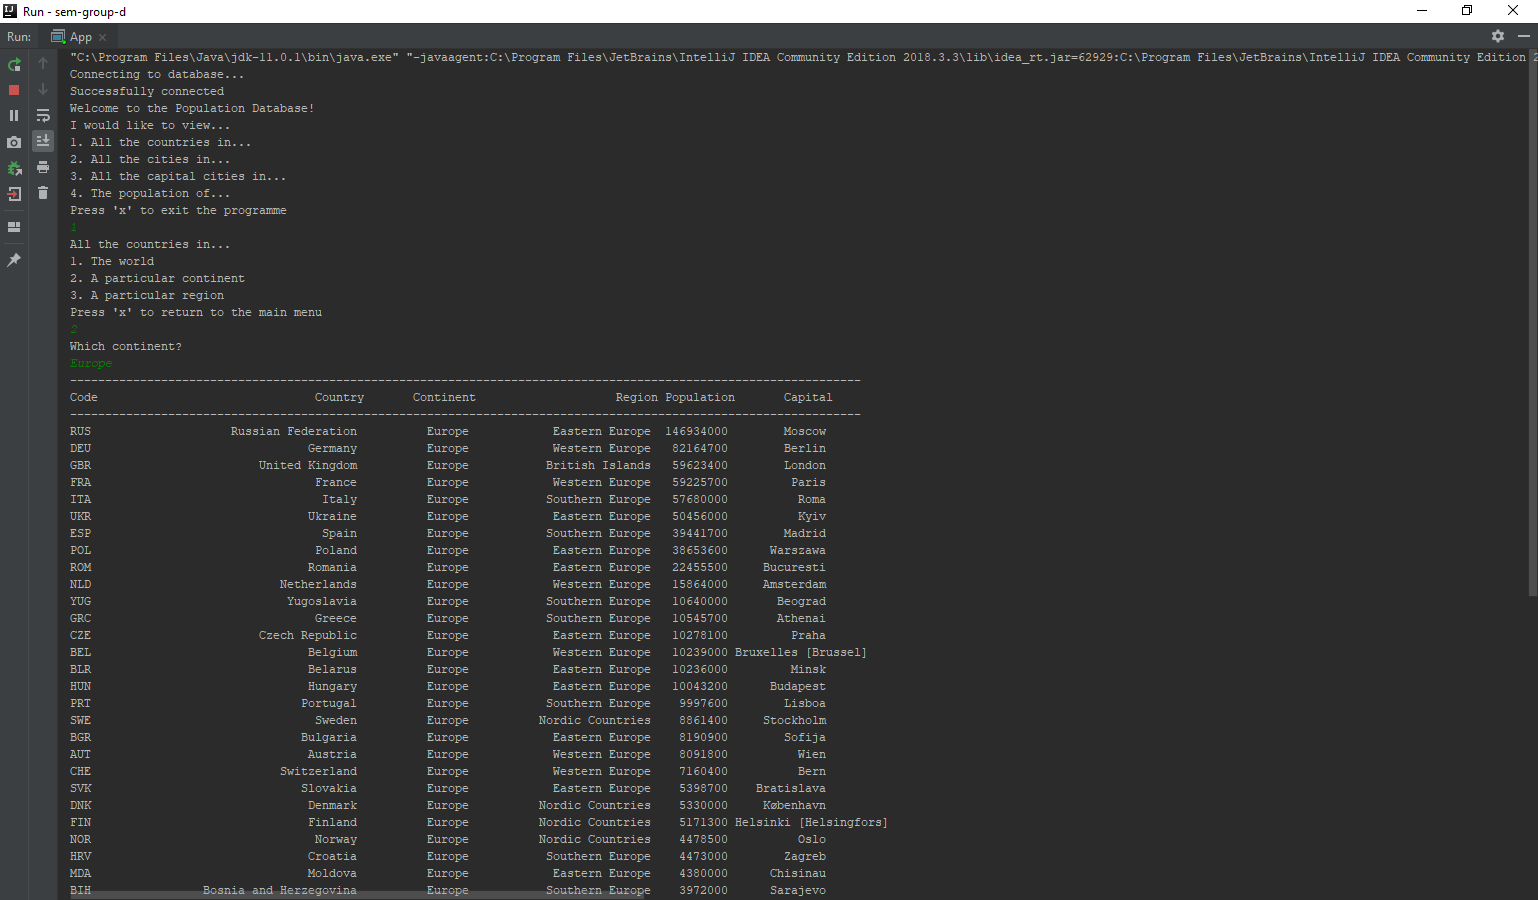 Run - sem-group-d
Run: App
"C:\Program Files\Java\jdk-11.0.1\bin\java.exe" "-javaagent:C:\Program Files\JetBrains\IntelliJ IDEA Community Edition 2018.3.3\lib\idea_rt.jar=62929:C:\Program Files\JetBrains\IntelliJ IDEA Community Edition 2
Connecting to database...
Successfully connected
Welcome to the Population Database!
I would like to view...
1. All the countries in...
2. All the cities in...
3. All the capital cities in...
4. The population of...
Press 'x' to exit the programme
1
All the countries in...
1. The world
2. A particular continent
3. A particular region
Press 'x' to return to the main menu
2
Which continent?
Europe
-----------------------------------------------------------------------------------------------------------------
Code Country Continent Region Population Capital
-----------------------------------------------------------------------------------------------------------------
RUS Russian Federation Europe Eastern Europe 146934000 Moscow
DEU Germany Europe Western Europe 82164700 Berlin
GBR United Kingdom Europe British Islands 59623400 London
FRA France Europe Western Europe 59225700 Paris
ITA Italy Europe Southern Europe 57680000 Roma
UKR Ukraine Europe Eastern Europe 50456000 Kyiv
ESP Spain Europe Southern Europe 39441700 Madrid
POL Poland Europe Eastern Europe 38653600 Warszawa
ROM Romania Europe Eastern Europe 22455500 Bucuresti
NLD Netherlands Europe Western Europe 15864000 Amsterdam
YUG Yugoslavia Europe Southern Europe 10640000 Beograd
GRC Greece Europe Southern Europe 10545700 Athenai
CZE Czech Republic Europe Eastern Europe 10278100 Praha
BEL Belgium Europe Western Europe 10239000 Bruxelles [Brussel]
BLR Belarus Europe Eastern Europe 10236000 Minsk
HUN Hungary Europe Eastern Europe 10043200 Budapest
PRT Portugal Europe Southern Europe 9997600 Lisboa
SWE Sweden Europe Nordic Countries 8861400 Stockholm
BGR Bulgaria Europe Eastern Europe 8190900 Sofija
AUT Austria Europe Western Europe 8091800 Wien
CHE Switzerland Europe Western Europe 7160400 Bern
SVK Slovakia Europe Eastern Europe 5398700 Bratislava
DNK Denmark Europe Nordic Countries 5330000 København
FIN Finland Europe Nordic Countries 5171300 Helsinki [Helsingfors]
NOR Norway Europe Nordic Countries 4478500 Oslo
HRV Croatia Europe Southern Europe 4473000 Zagreb
MDA Moldova Europe Eastern Europe 4380000 Chisinau
BIH Bosnia and Herzegovina Europe Southern Europe 3972000 Sarajevo